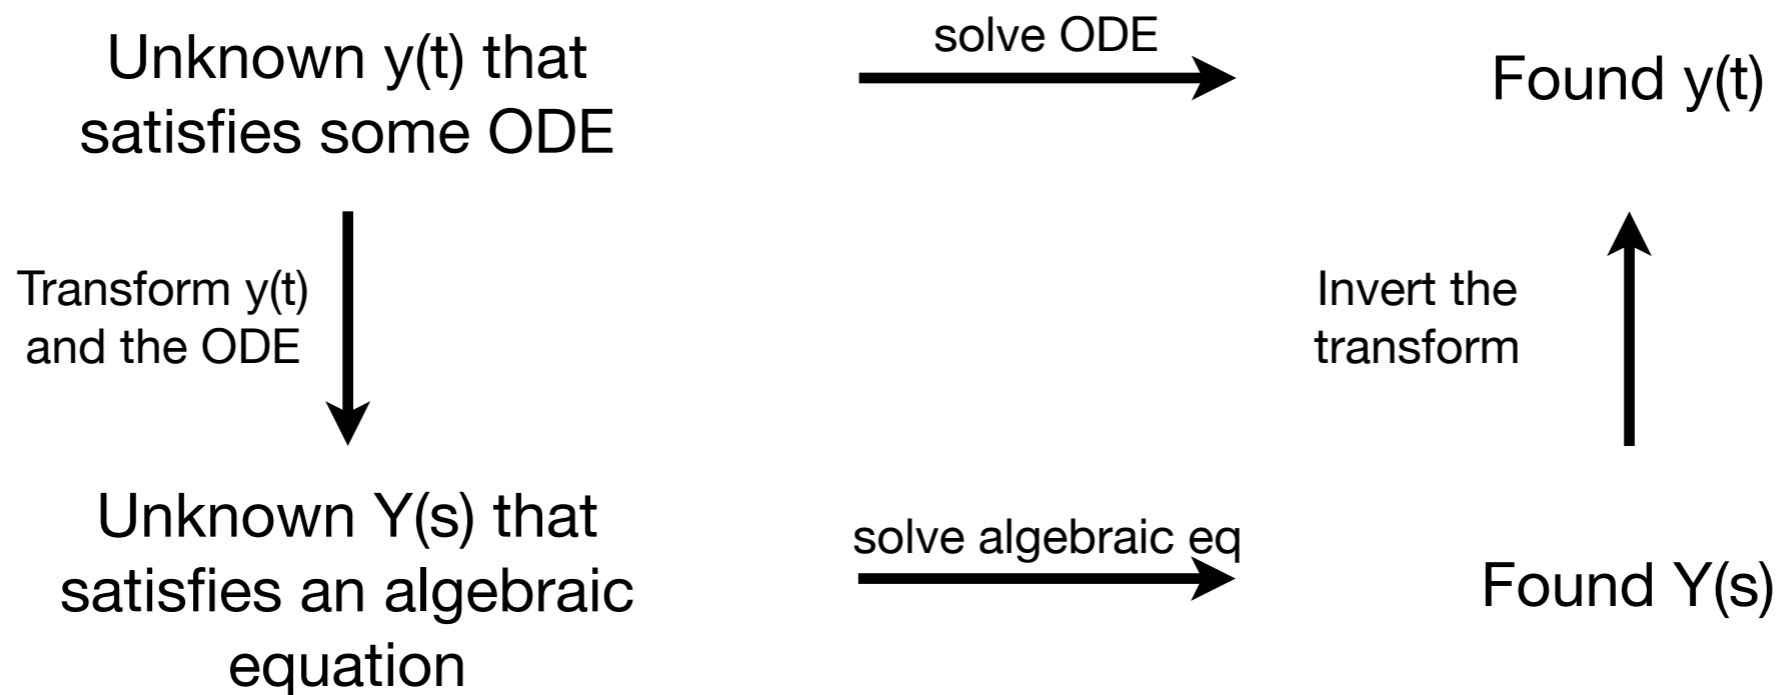 Unknown y(t) that
satisfies some ODE
solve ODE
Found y(t)
Transform y(t)
and the ODE
Invert the
transform
Unknown Y(s) that
satisfies an algebraic
equation
solve algebraic eq
Found Y(s)